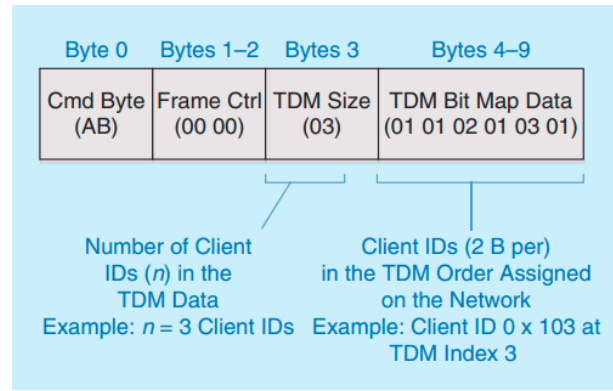 Byte 0 Bytes 1–2 Bytes 3 Bytes 4–9
Cmd Byte Frame Ctrl TDM Size TDM Bit Map Data
(AB) (00 00) (03) (01 01 02 01 03 01)
Number of Client
IDs (n) in the
TDM Data
Example: n = 3 Client IDs
Client IDs (2 B per)
in the TDM Order Assigned
on the Network
Example: Client ID 0 x 103 at
TDM Index 3